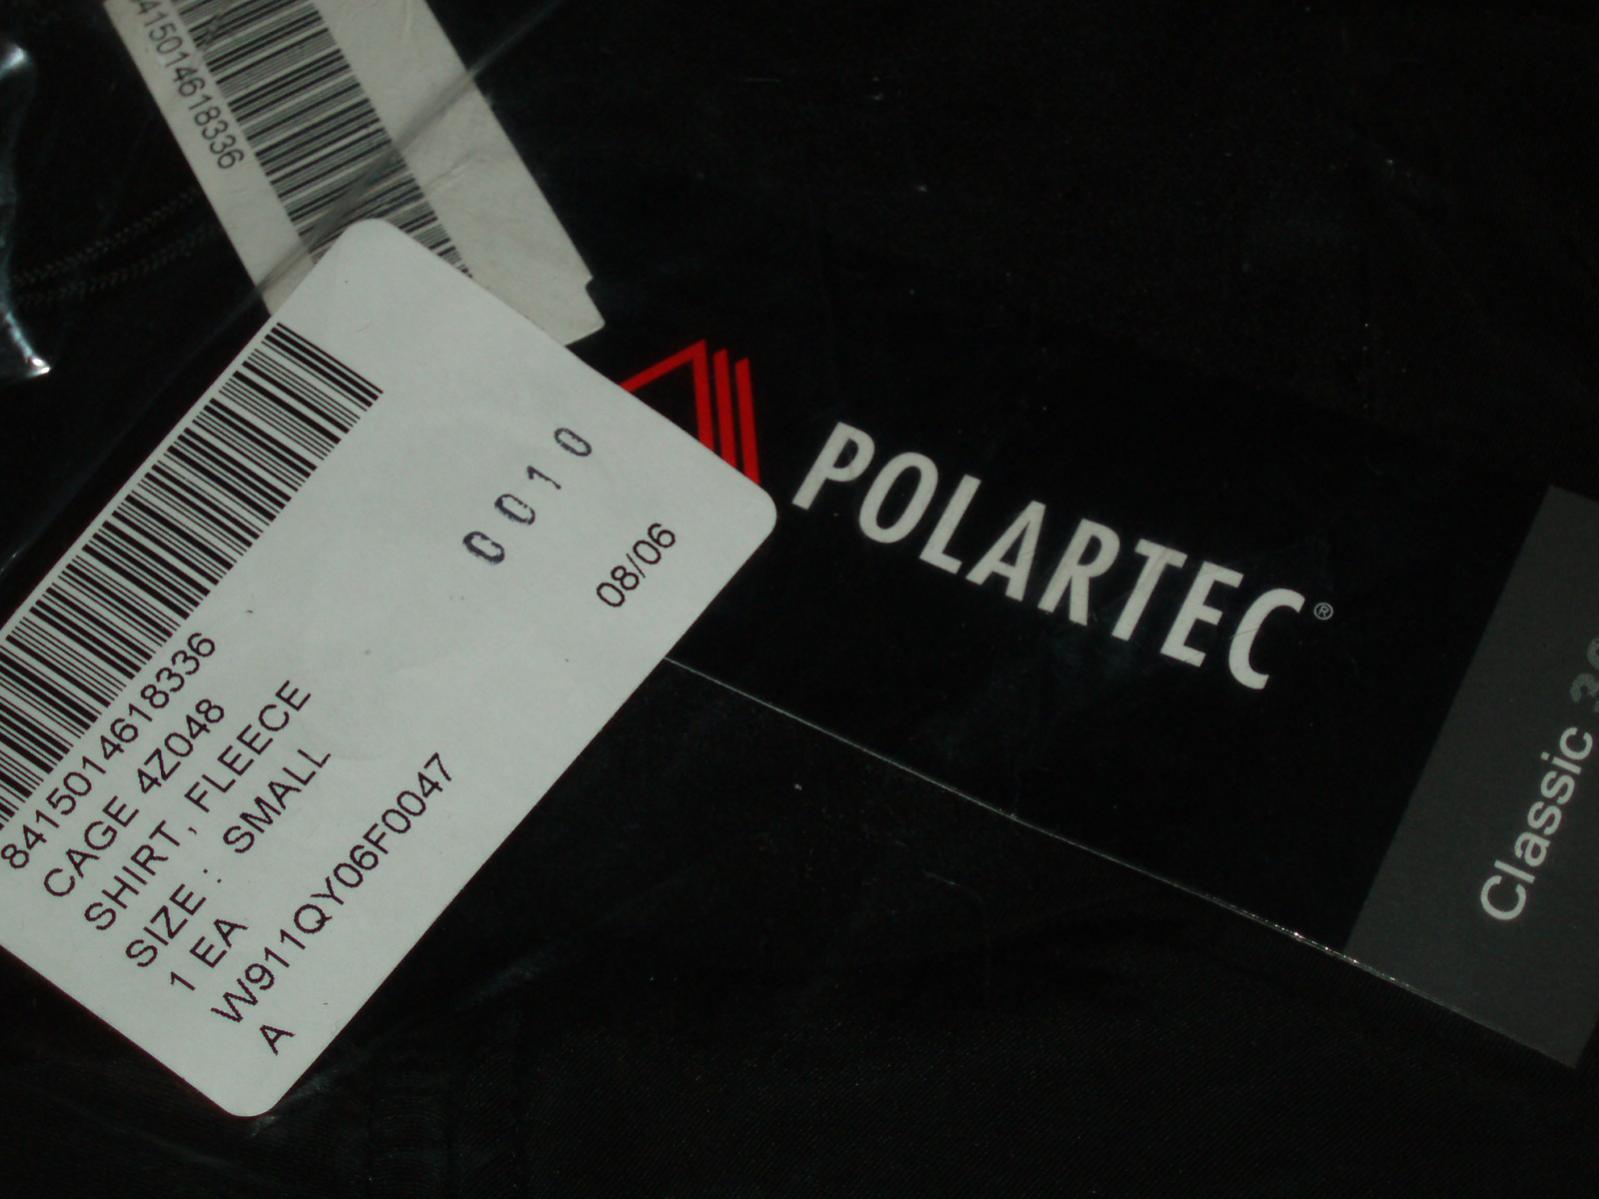 8415014618336
0010
08/06
8415014618336
CAGE 4Z048
SHIRT, FLEECE
SIZE : SMALL
1 EA
W911QY06F0047
A
POLARTEC®
Classic